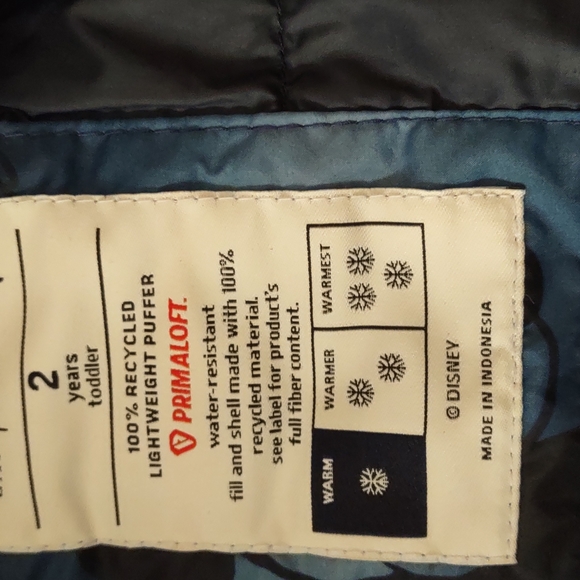 2
years
toddler
100% RECYCLED
LIGHTWEIGHT PUFFER
PRIMALOFT.
water-resistant
fill and shell made with 100%
recycled material.
see label for product's
full fiber content.
WARM WARMER WARMEST
© DISNEY
MADE IN INDONESIA